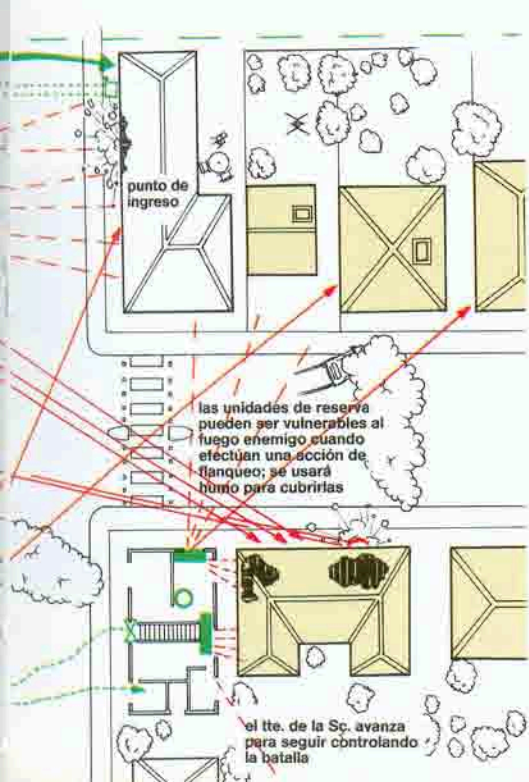 punto de
ingreso
las unidades de reserva
pueden ser vulnerables al
fuego enemigo cuando
efectúan una acción de
flanqueo; se usará
humo para cubrirlas
el tte. de la Sc. avanza
para seguir controlando
la batalla